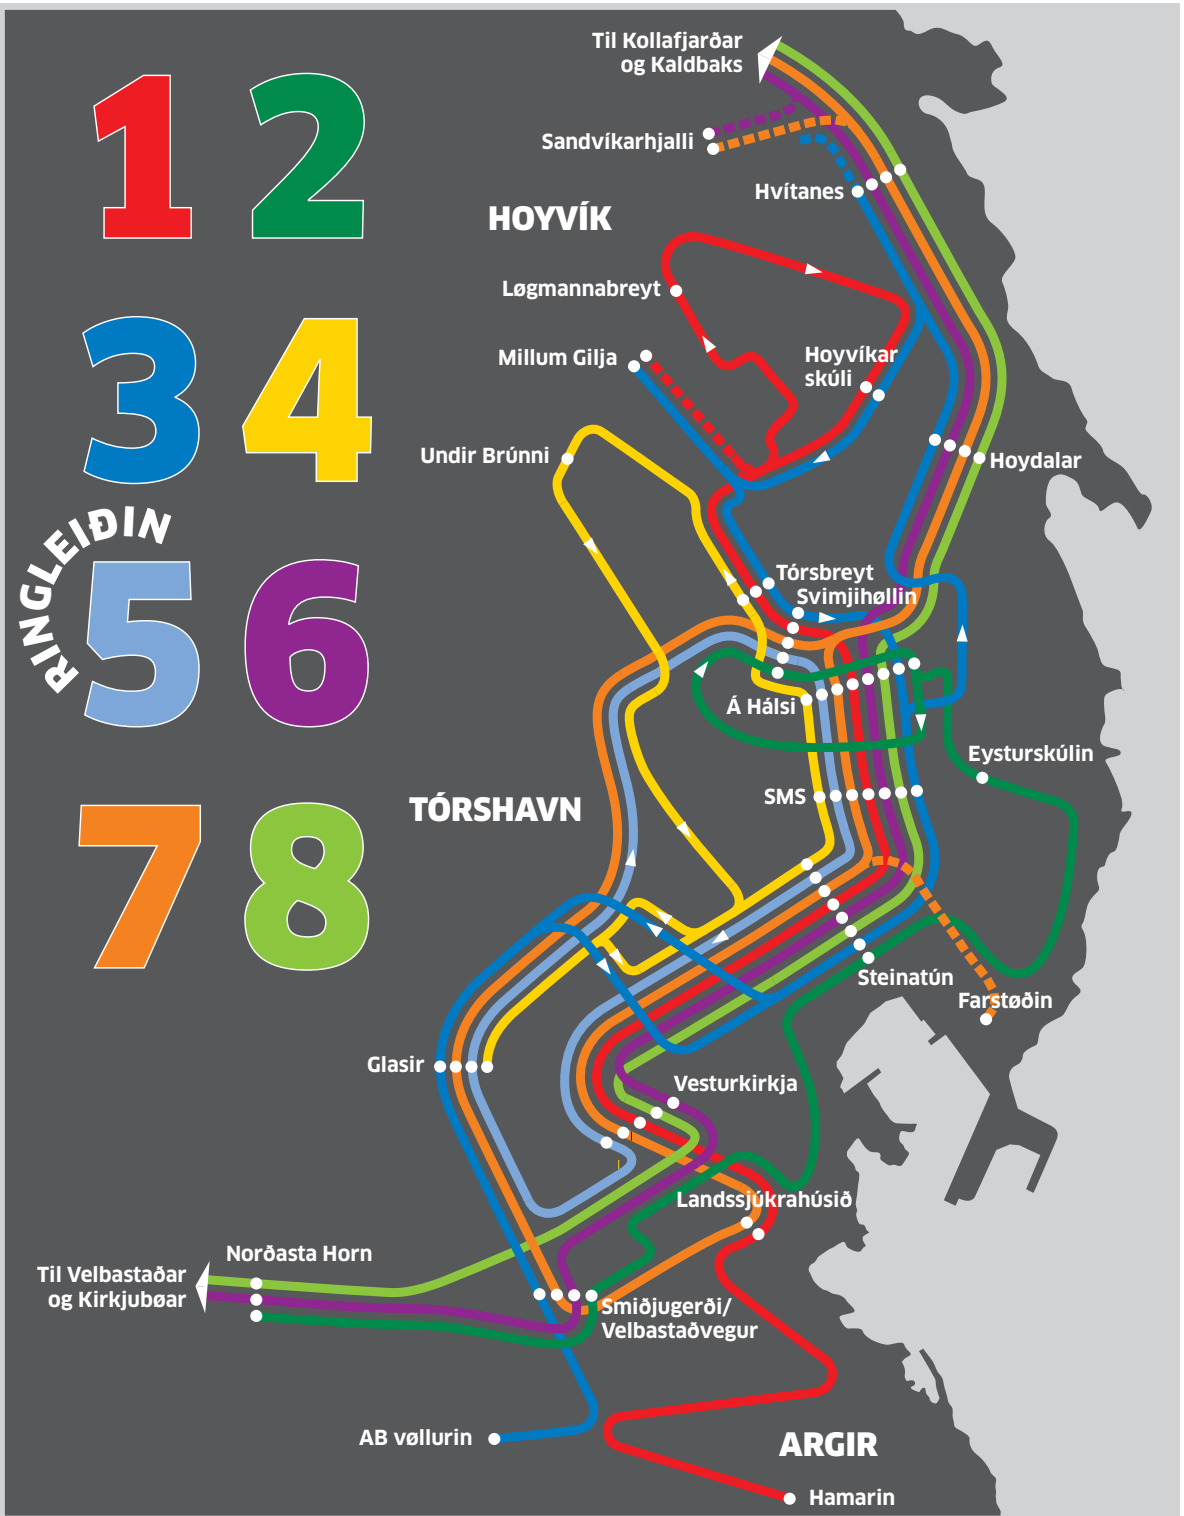 Til Kollafjarðar
og Kaldbaks
1 2
Sandvíkarhjalli
Hvítanes
HOYVÍK
Løgmannabreyt
3 4
Millum Gilja
Hoyvíkar
skúli
Undir Brúnni
Hoydalar
RINGLEIÐIN
5 6
Tórsbreyt
Svimjihøllin
Á Hálsi
Eysturskúlin
SMS
TÓRSHAVN
7 8
Steinatún
Farstøðin
Glasir
Vesturkirkja
Landssjúkrahúsið
Norðasta Horn
Til Velbastaðar
og Kirkjubøar
Smiðjugerði/
Velbastaðvegur
AB vøllurin
ARGIR
Hamarin